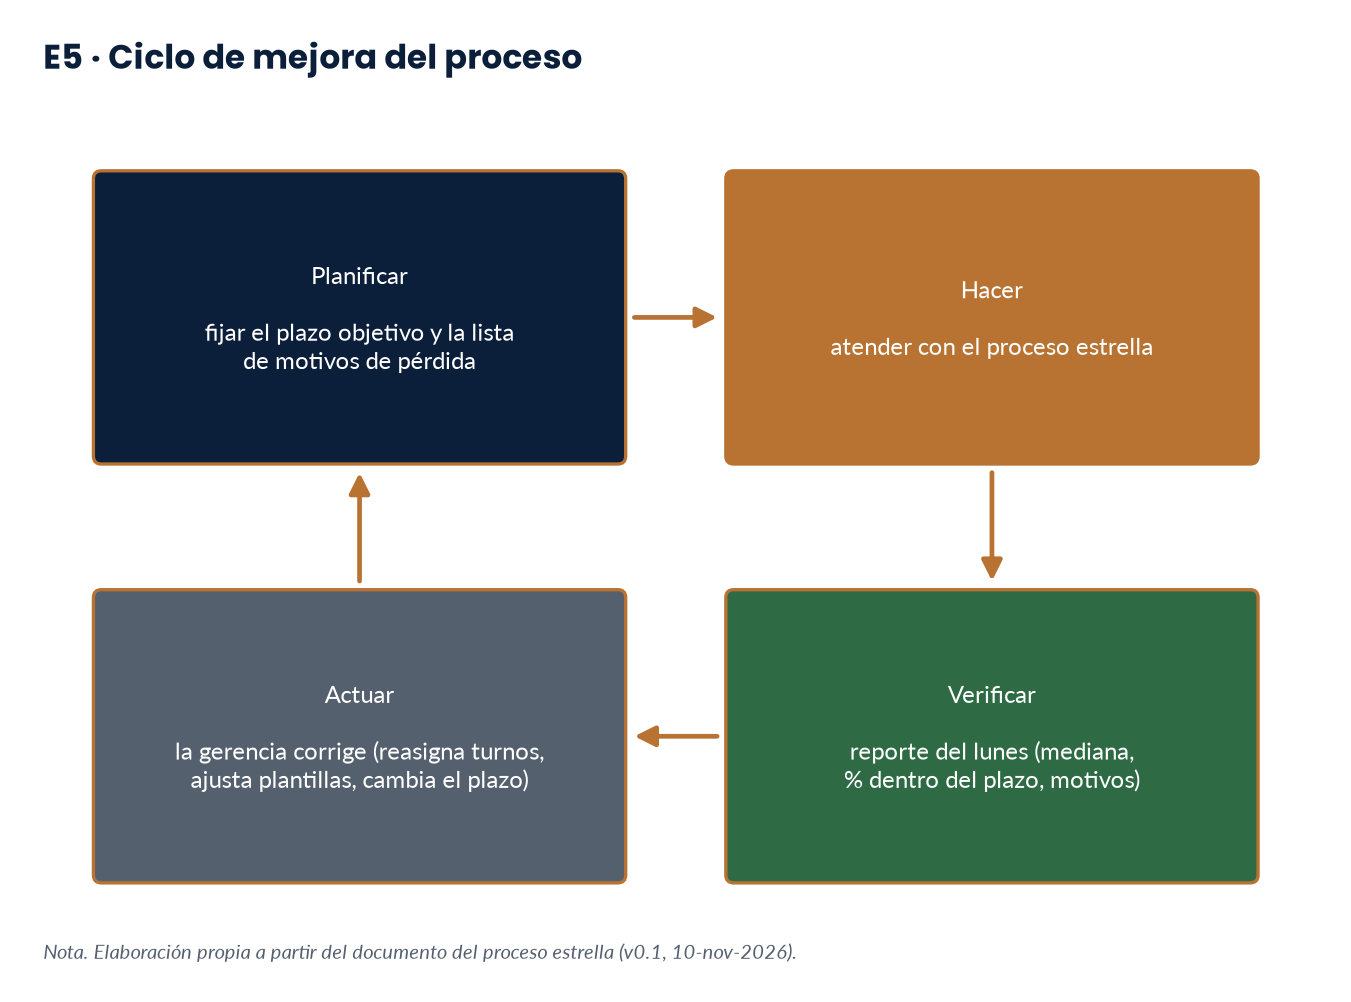 E5 · Ciclo de mejora del proceso
Planificar
fijar el plazo objetivo y la lista
de motivos de pérdida
Hacer
atender con el proceso estrella
Actuar
la gerencia corrige (reasigna turnos,
ajusta plantillas, cambia el plazo)
Verificar
reporte del lunes (mediana,
% dentro del plazo, motivos)
Nota. Elaboración propia a partir del documento del proceso estrella (v0.1, 10-nov-2026).